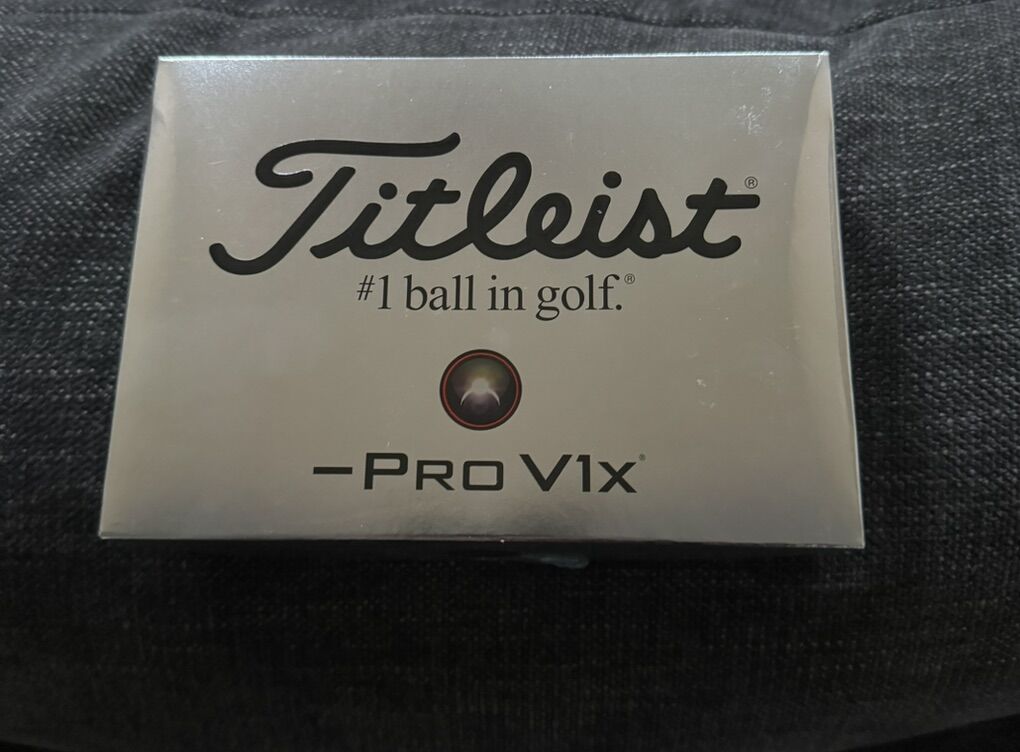 Titleist®
#1 ball in golf.®
–PRO V1x®